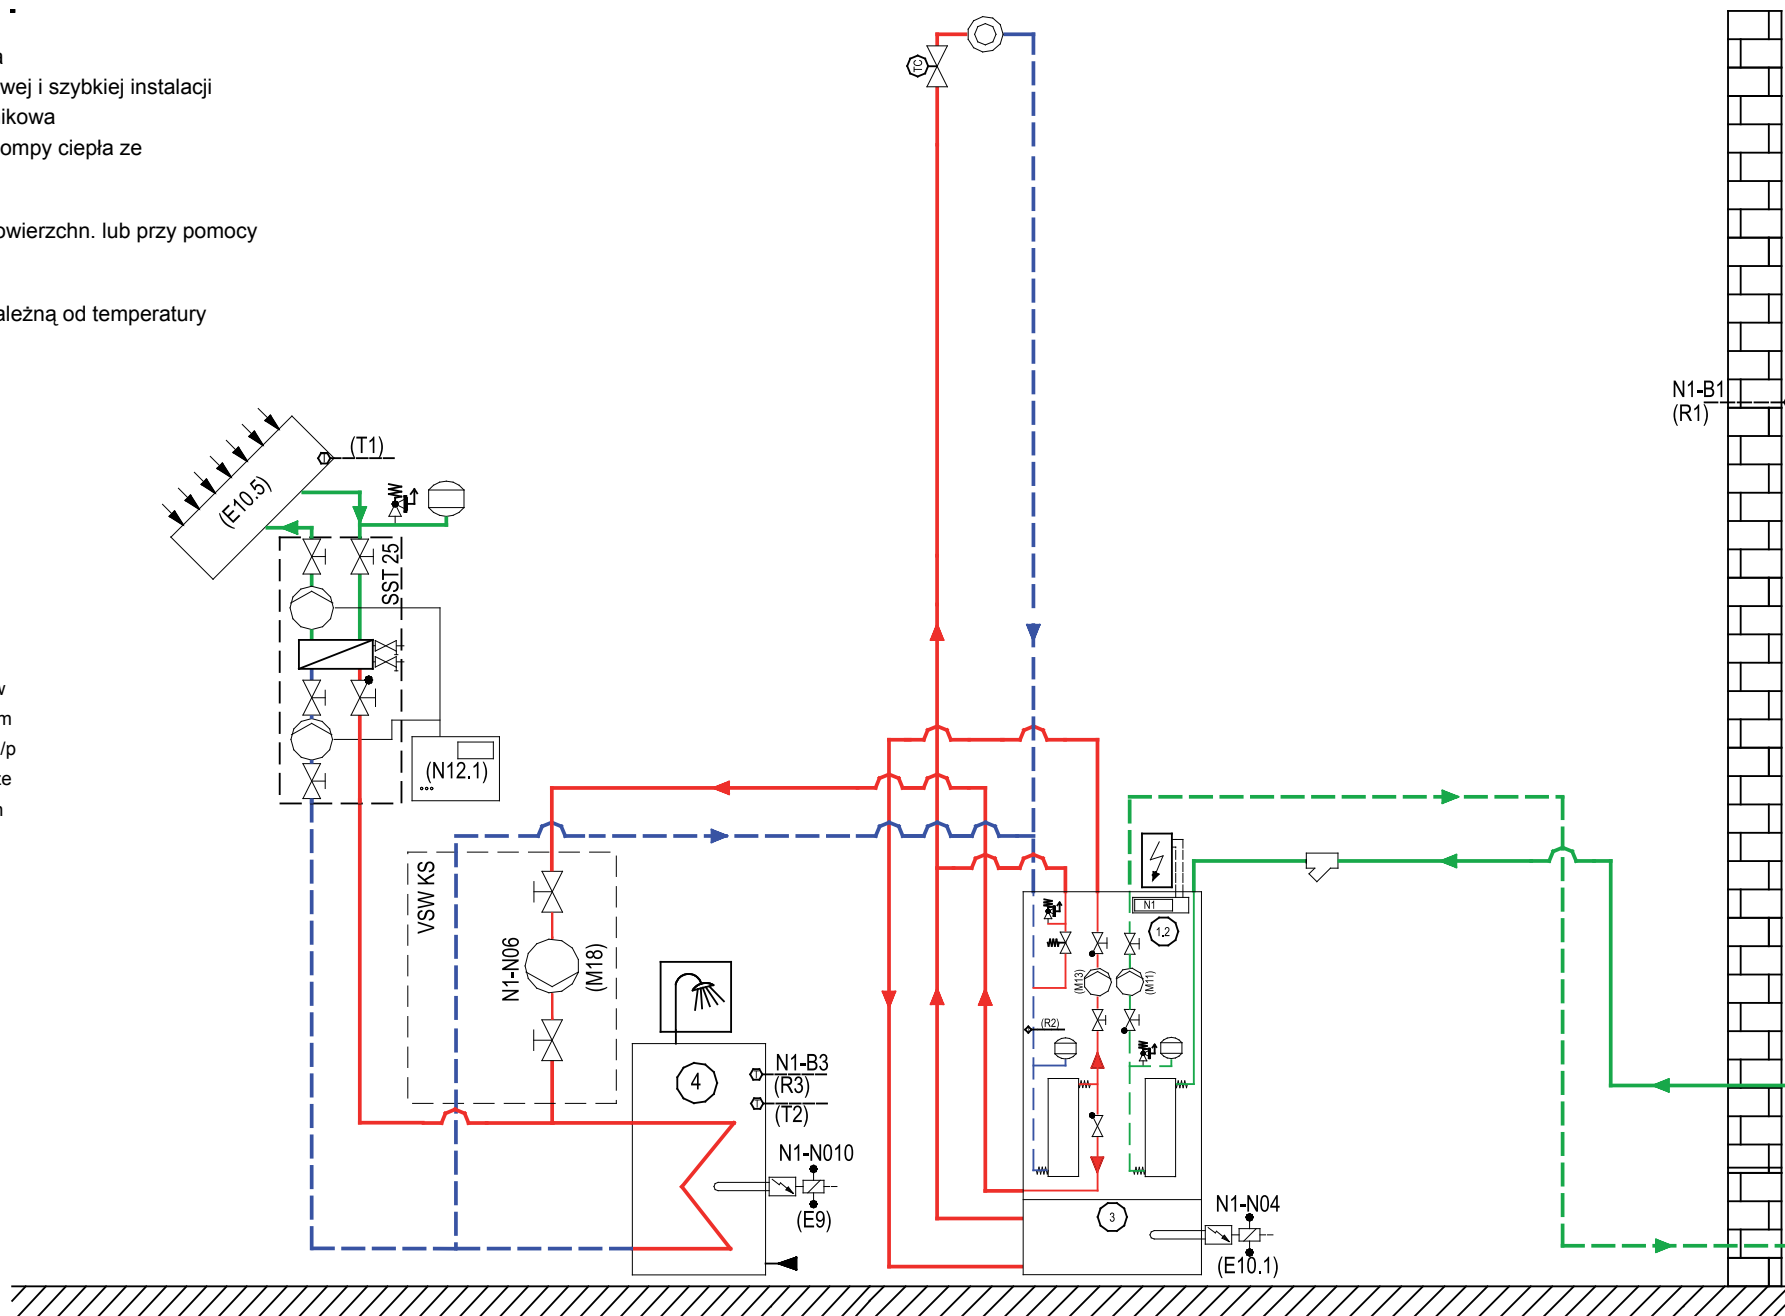 wej i szybkiej instalacji
ikowa
ompy ciepła ze
owierzchn. lub przy pomocy
ależną od temperatury
TC
N1-B1
(R1)
(T1)
(E10.5)
SST 25
w
m
/p
że
h
(N12.1)
VSW KS
N1-N06
(M18)
N1
1.2
(M13)
(M11)
(R2)
4
N1-B3
(R3)
(T2)
N1-N010
(E9)
3
N1-N04
(E10.1)